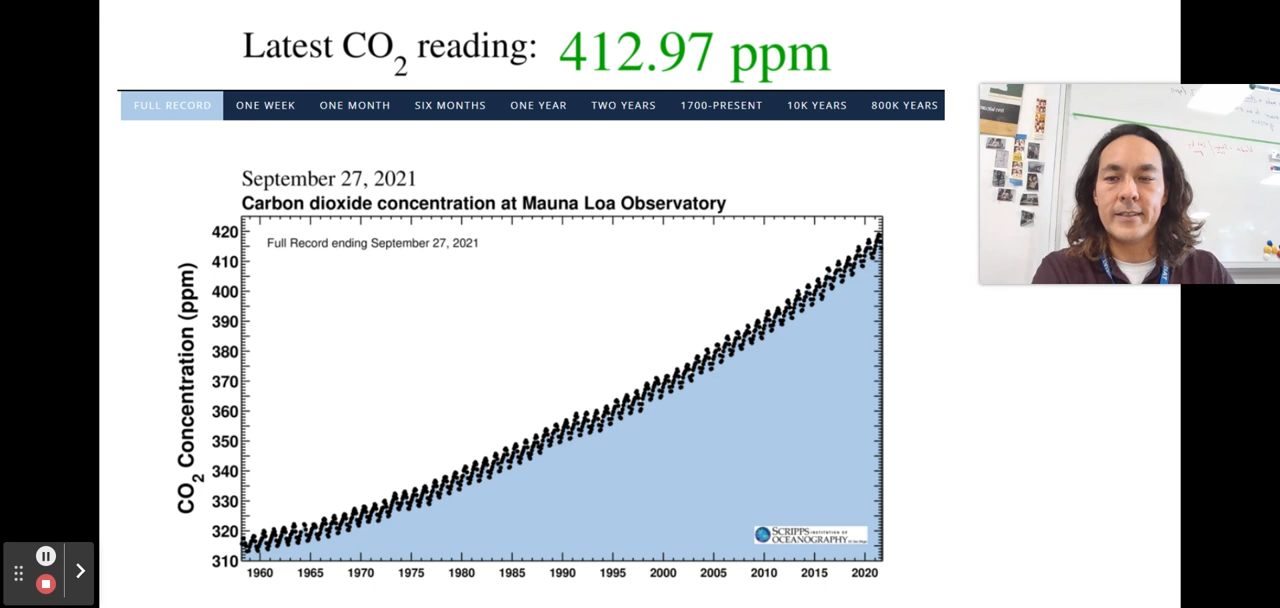 Latest CO2 reading: 412.97 ppm
FULL RECORD ONE WEEK ONE MONTH SIX MONTHS ONE YEAR TWO YEARS 1700-PRESENT 10K YEARS 800K YEARS
September 27, 2021
Carbon dioxide concentration at Mauna Loa Observatory
Full Record ending September 27, 2021
CO2 Concentration (ppm)
420
410
400
390
380
370
360
350
340
330
320
310
SCRIPPS INSTITUTION OF
OCEANOGRAPHY
1960 1965 1970 1975 1980 1985 1990 1995 2000 2005 2010 2015 2020